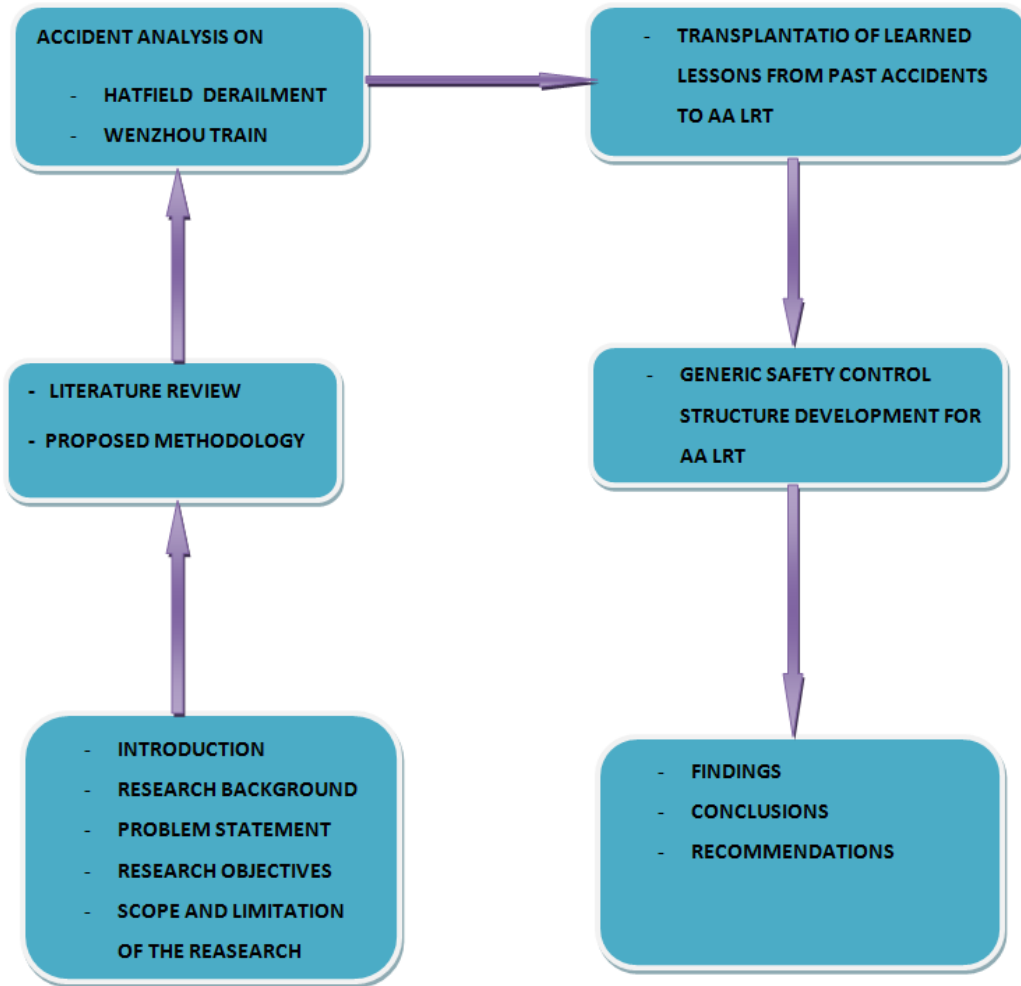 ACCIDENT ANALYSIS ON
- HATFIELD DERAILMENT
- WENZHOU TRAIN
- TRANSPLANTATIO OF LEARNED
LESSONS FROM PAST ACCIDENTS
TO AA LRT
- LITERATURE REVIEW
- PROPOSED METHODOLOGY
- GENERIC SAFETY CONTROL
STRUCTURE DEVELOPMENT FOR
AA LRT
- INTRODUCTION
- RESEARCH BACKGROUND
- PROBLEM STATEMENT
- RESEARCH OBJECTIVES
- SCOPE AND LIMITATION
OF THE REASEARCH
- FINDINGS
- CONCLUSIONS
- RECOMMENDATIONS